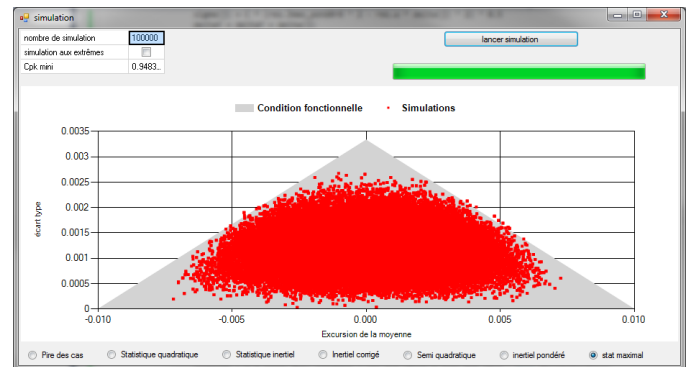 simulation
nombre de simulation 100000
lancer simulation
simulation aux extrêmes
Cpk mini 0.9483...
Condition fonctionnelle Simulations
0.0035
0.003
0.0025
0.002
0.0015
0.001
0.0005
0
écart type
-0.010 -0.005 0.000 0.005 0.010
Excursion de la moyenne
Pire des cas Statistique quadratique Statistique inertiel Inertiel corrigé Semi quadratique inertiel pondéré stat maximal